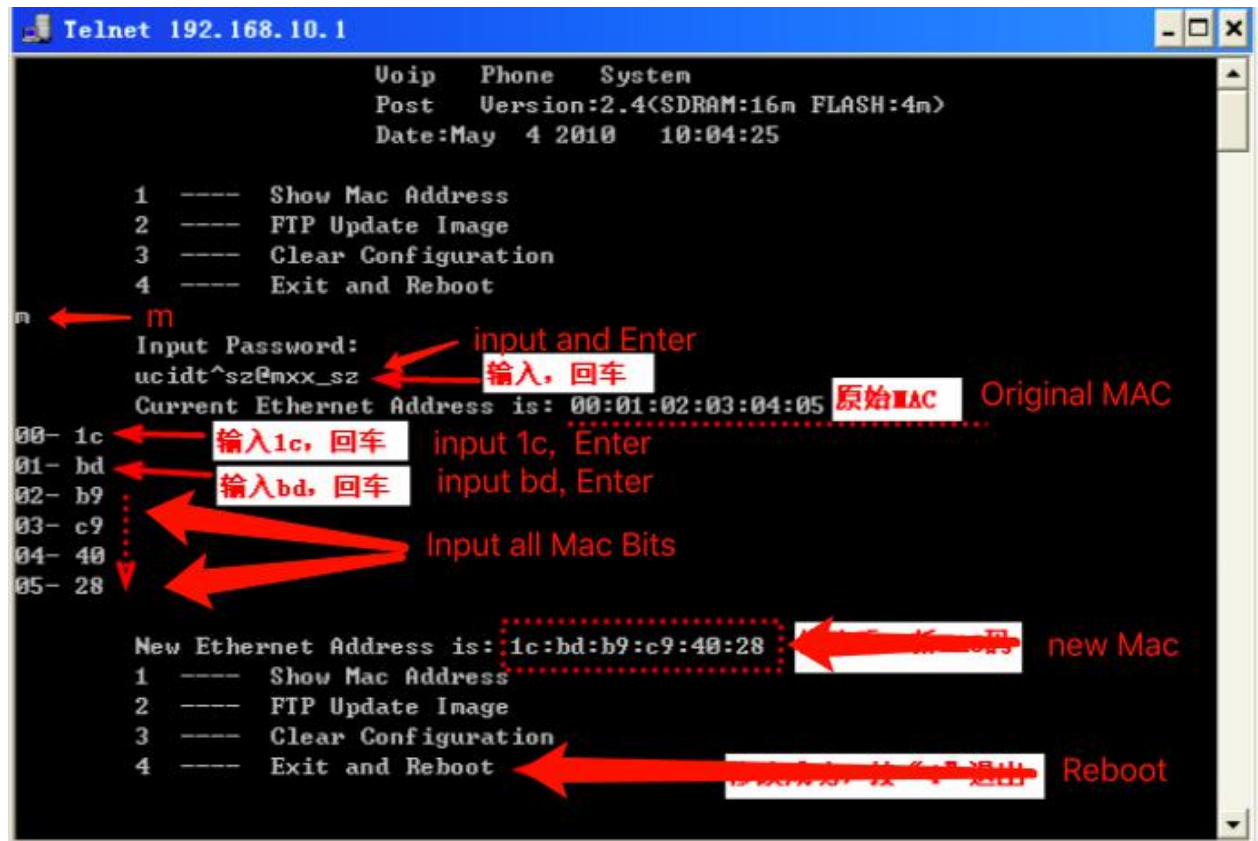 Telnet 192.168.10.1
Voip Phone System
Post Version:2.4(SDRAM:16m FLASH:4m)
Date:May 4 2010 10:04:25
1 ---- Show Mac Address
2 ---- FTP Update Image
3 ---- Clear Configuration
4 ---- Exit and Reboot
m m
Input Password: input and Enter
ucidt^sz@mxx_sz 输入，回车
Current Ethernet Address is: 00:01:02:03:04:05 原始MAC Original MAC
00- 1c 输入1c，回车 input 1c, Enter
01- bd 输入bd，回车 input bd, Enter
02- b9
03- c9 Input all Mac Bits
04- 40
05- 28
New Ethernet Address is: 1c:bd:b9:c9:40:28 new Mac
1 ---- Show Mac Address
2 ---- FTP Update Image
3 ---- Clear Configuration
4 ---- Exit and Reboot 退出 Reboot